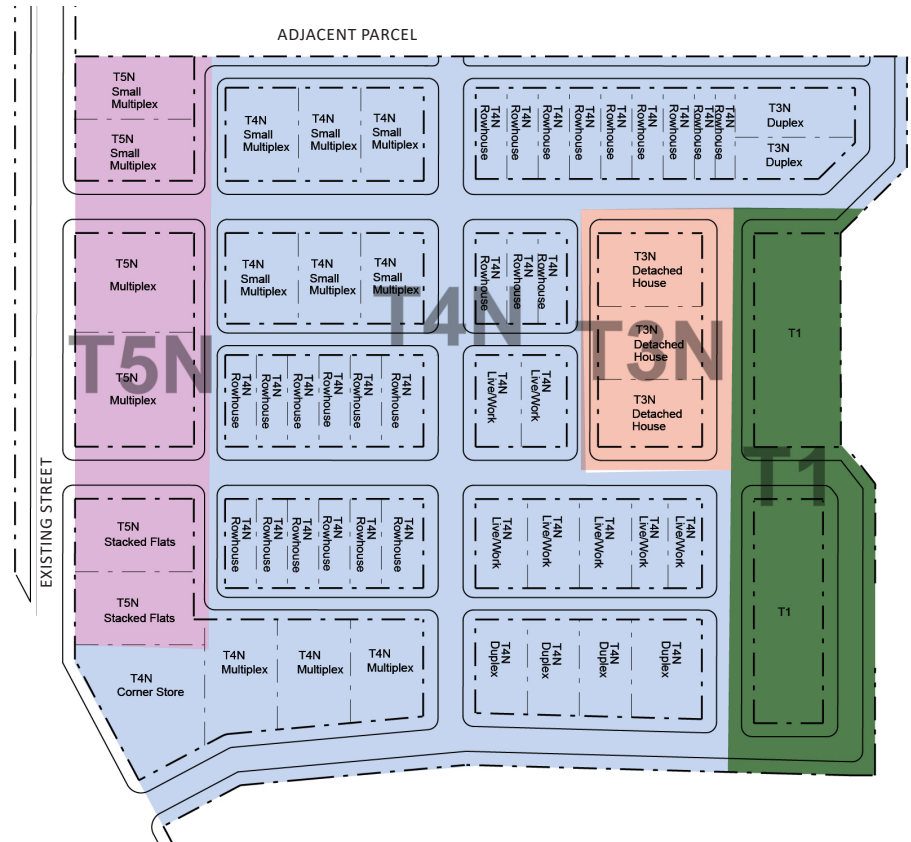 ADJACENT PARCEL
T5N
Small
Multiplex
T5N
Small
Multiplex
T4N
Small
Multiplex
T4N
Small
Multiplex
T4N
Small
Multiplex
T4N
Rowhouse
T4N
Rowhouse
T4N
Rowhouse
T4N
Rowhouse
T4N
Rowhouse
T4N
Rowhouse
T4N
Rowhouse
T4N
Rowhouse
T4N
Rowhouse
T3N
Duplex
T3N
Duplex
T5N
Multiplex
T5N
Multiplex
T5N
T4N
Small
Multiplex
T4N
Small
Multiplex
T4N
Small
Multiplex
T4N
T4N
Rowhouse
T4N
Rowhouse
T4N
Rowhouse
T3N
Detached
House
T3N
Detached
House
T3N
Detached
House
T3N
T1
T1
T4N
Rowhouse
T4N
Rowhouse
T4N
Rowhouse
T4N
Rowhouse
T4N
Rowhouse
T4N
Rowhouse
T4N
Live/Work
T4N
Live/Work
EXISTING STREET
T5N
Stacked Flats
T5N
Stacked Flats
T4N
Rowhouse
T4N
Rowhouse
T4N
Rowhouse
T4N
Rowhouse
T4N
Rowhouse
T4N
Rowhouse
T4N
Live/Work
T4N
Live/Work
T4N
Live/Work
T4N
Live/Work
T4N
Live/Work
T1
T4N
Corner Store
T4N
Multiplex
T4N
Multiplex
T4N
Multiplex
T4N
Duplex
T4N
Duplex
T4N
Duplex
T4N
Duplex